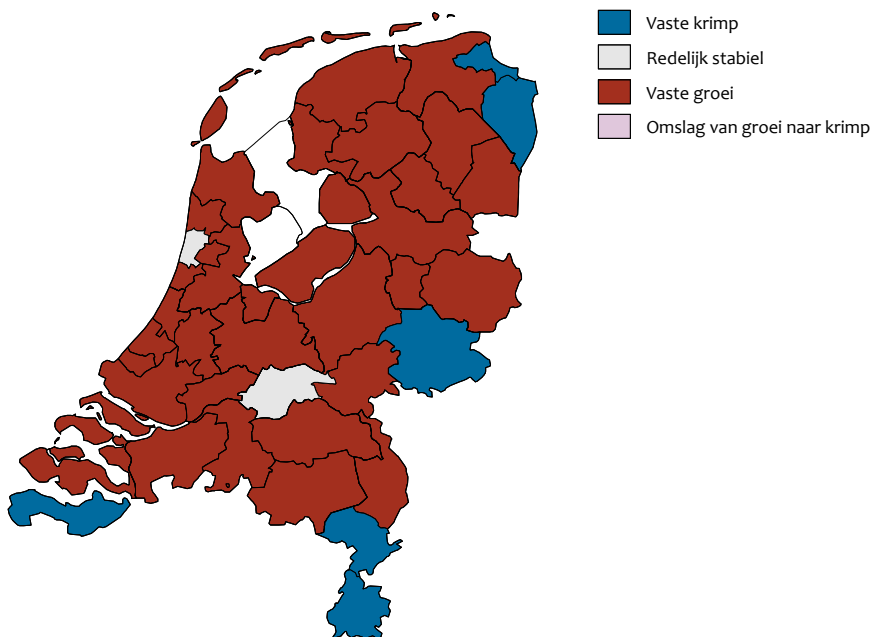 Vaste krimp
Redelijk stabiel
Vaste groei
Omslag van groei naar krimp